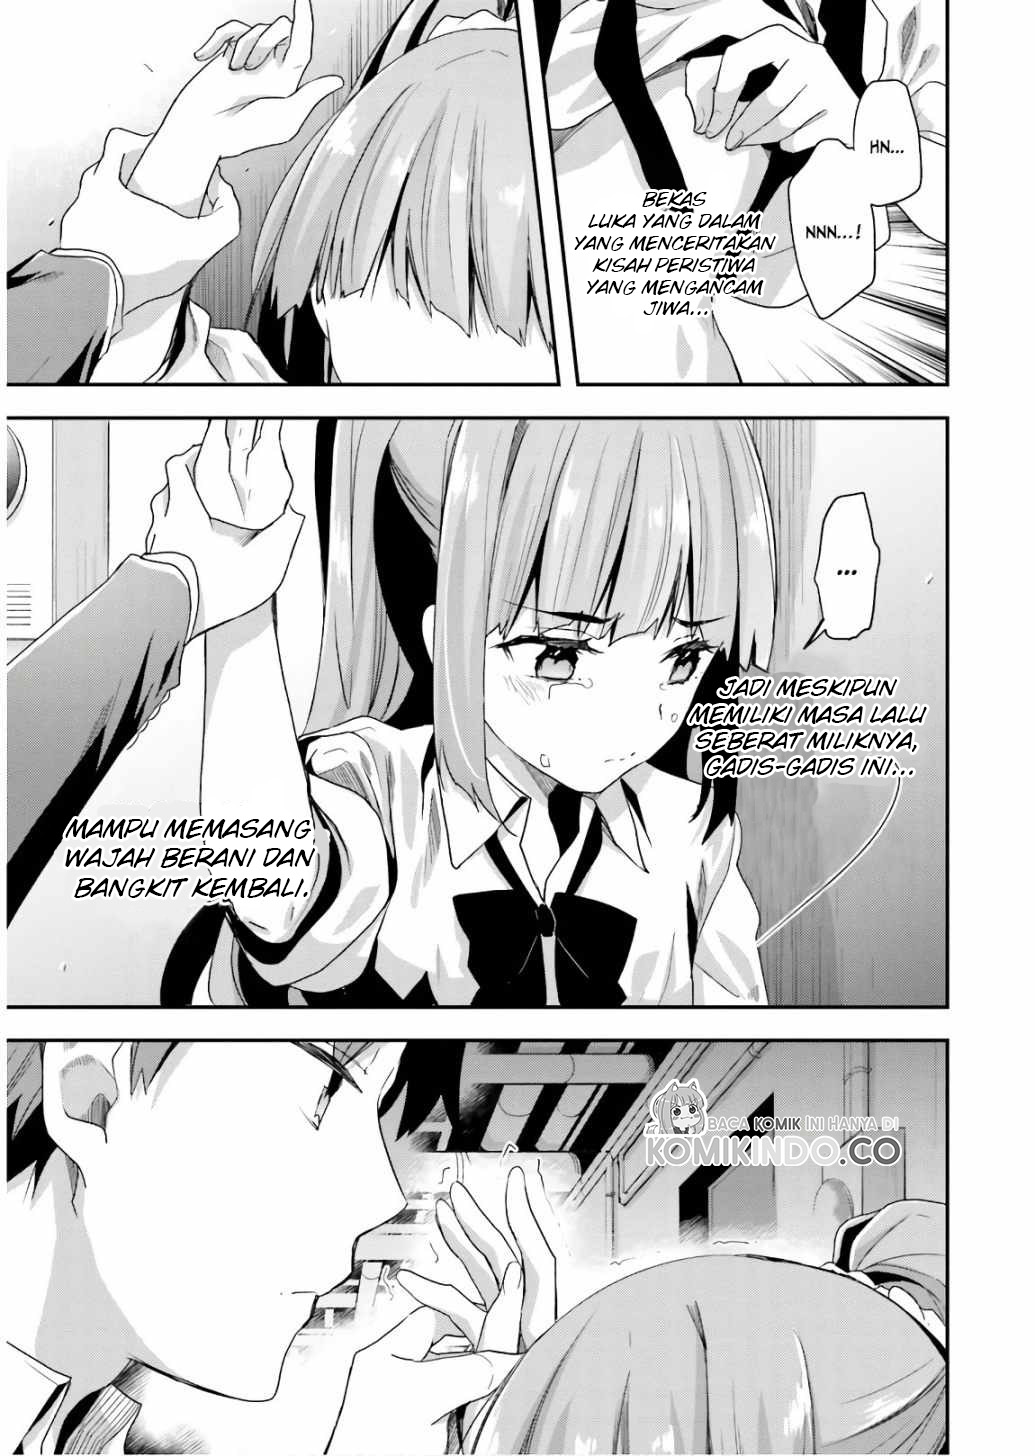 HN...
NNN...!
BEKAS
LUKA YANG DALAM
YANG MENCERITAKAN
KISAH PERISTIWA
YANG MENGANCAM
JIWA...
...
JADI MESKIPUN
MEMILIKI MASA LALU
SEBERAT MILIKNYA,
GADIS-GADIS INI...
MAMPU MEMASANG
WAJAH BERANI DAN
BANGKIT KEMBALI.
BACA KOMIK INI HANYA DI
KOMIKINDO.CO